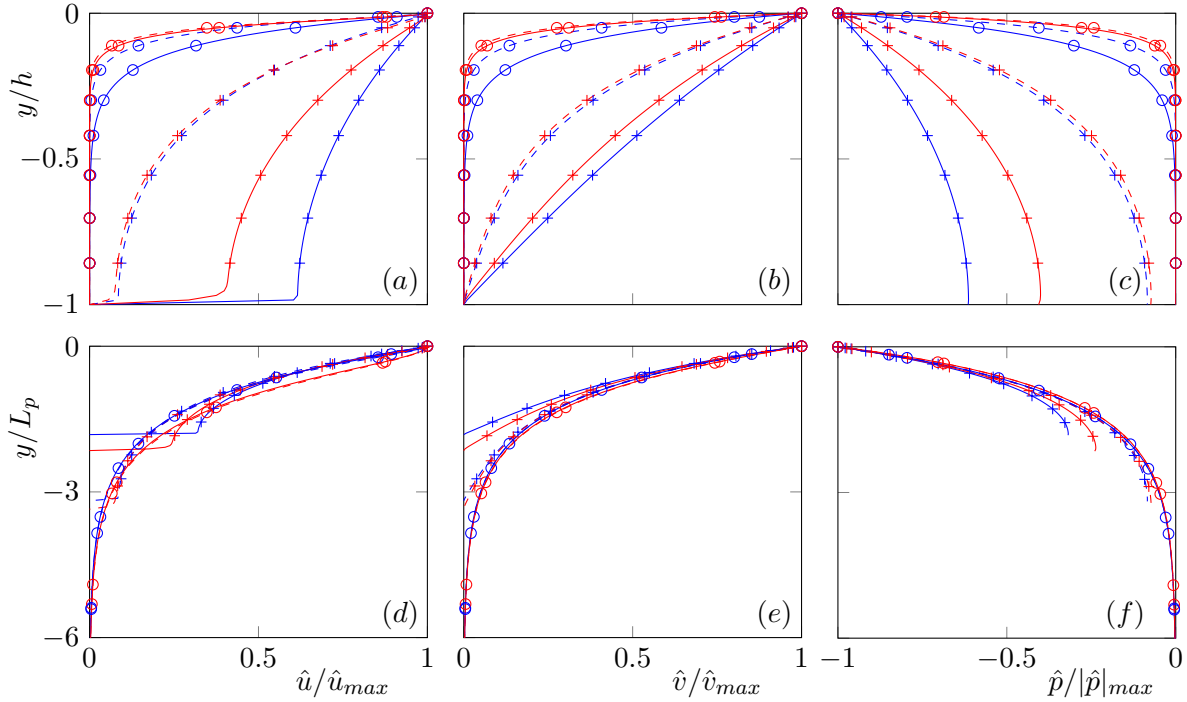 0
y/h
−0.5
−1
(a)
(b)
(c)
0
y/L_p
−3
−6
(d)
(e)
(f)
0 0.5 1 0 0.5 1 −1 −0.5 0
û/û_max v̂/v̂_max p̂/|p̂|_max